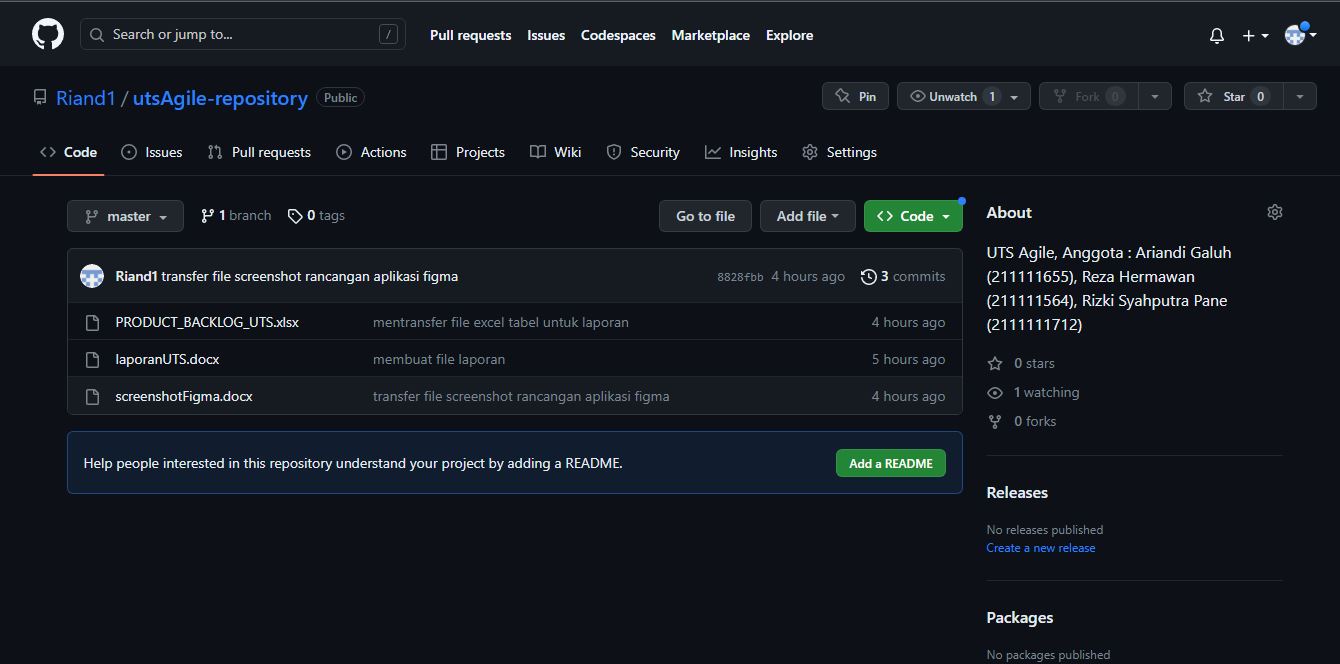 Search or jump to... /
Pull requests Issues Codespaces Marketplace Explore
Riand1 / utsAgile-repository Public
Pin Unwatch 1 Fork 0 Star 0
Code Issues Pull requests Actions Projects Wiki Security Insights Settings
master 1 branch 0 tags Go to file Add file Code
Riand1 transfer file screenshot rancangan aplikasi figma 8828fbb 4 hours ago 3 commits
PRODUCT_BACKLOG_UTS.xlsx mentransfer file excel tabel untuk laporan 4 hours ago
laporanUTS.docx membuat file laporan 5 hours ago
screenshotFigma.docx transfer file screenshot rancangan aplikasi figma 4 hours ago
Help people interested in this repository understand your project by adding a README. Add a README
About
UTS Agile, Anggota : Ariandi Galuh
(211111655), Reza Hermawan
(211111564), Rizki Syahputra Pane
(2111111712)
0 stars
1 watching
0 forks
Releases
No releases published
Create a new release
Packages
No packages published